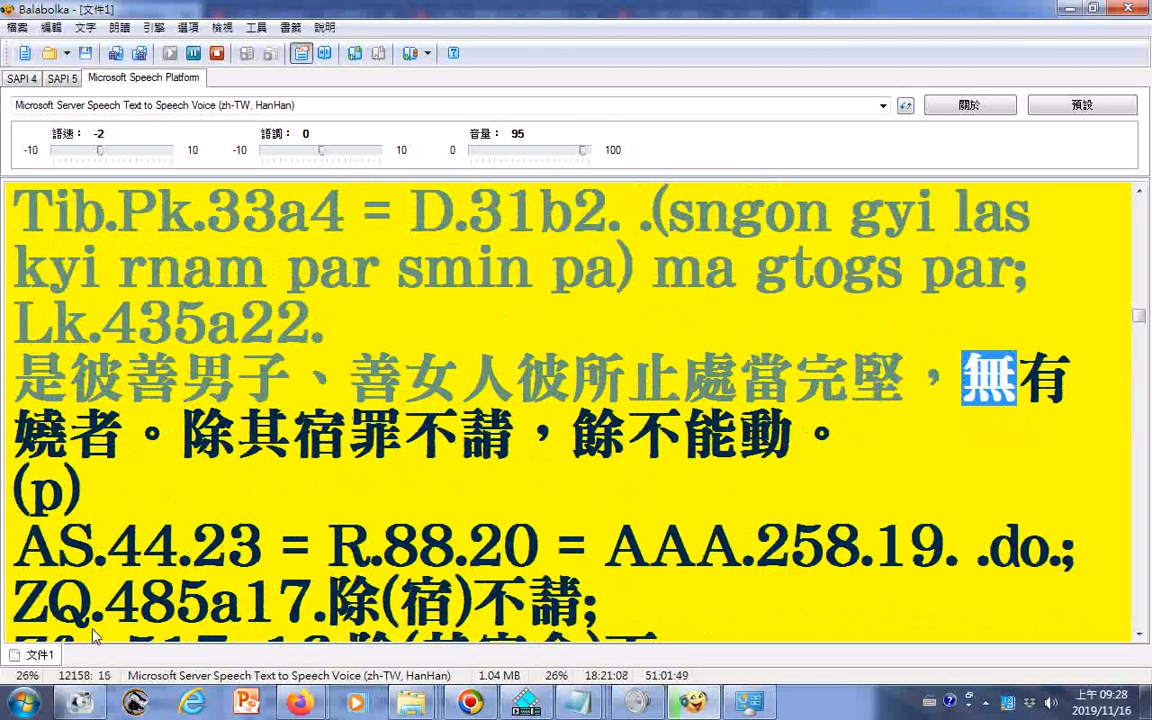 Balabolka - [文件1]
檔案 編輯 文字 朗讀 引擎 選項 檢視 工具 書籤 說明
SAPI 4 SAPI 5 Microsoft Speech Platform
Microsoft Server Speech Text to Speech Voice (zh-TW, HanHan) 關於 預設
語速： -2 語調： 0 音量： 95
-10 10 -10 10 0 100
Tib.Pk.33a4 = D.31b2. .(sngon gyi las
kyi rnam par smin pa) ma gtogs par;
Lk.435a22.
是彼善男子、善女人彼所止處當完堅，無有
嬈者。除其宿罪不請，餘不能動。
(p)
AS.44.23 = R.88.20 = AAA.258.19. .do.;
ZQ.485a17.除(宿)不請;
文件1
26% 12158: 18 Microsoft Server Speech Text to Speech Voice (zh-TW, HanHan) 1.04 MB 26% 18:21:08 51:01:49
上午 09:28
2019/11/16